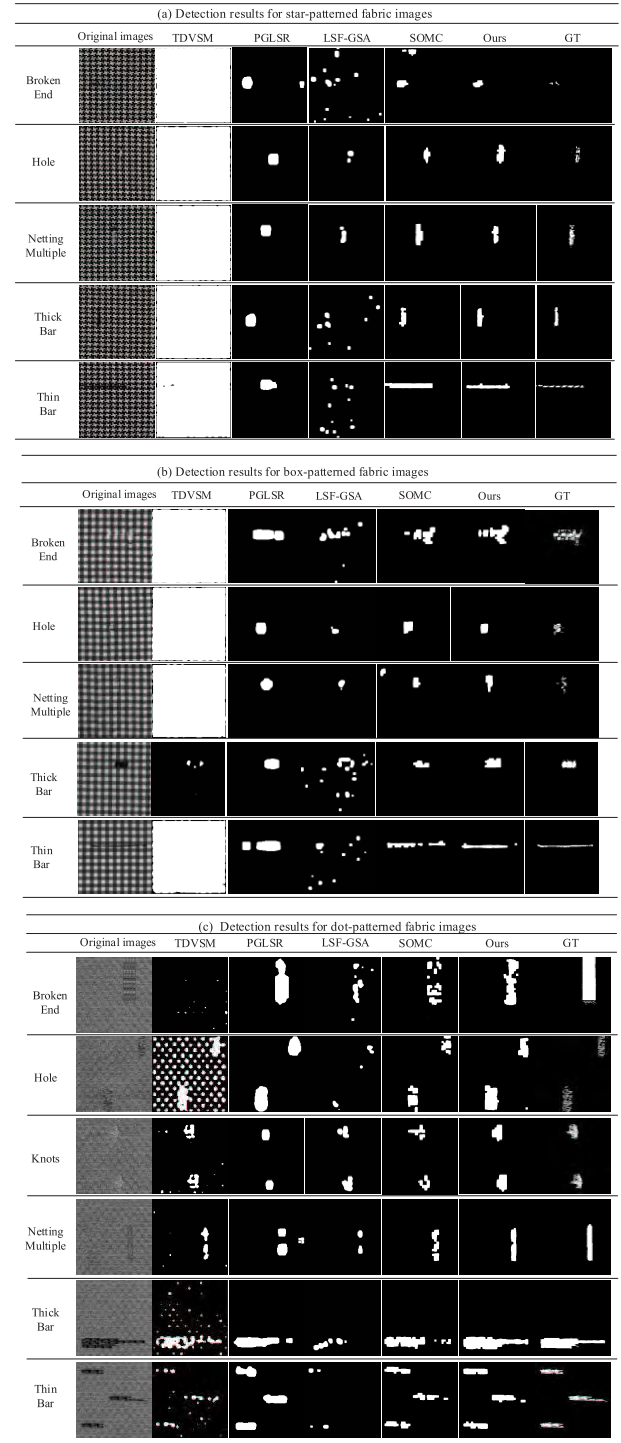 (a) Detection results for star-patterned fabric images
Original images TDVSM PGLSR LSF-GSA SOMC Ours GT
Broken
End
Hole
Netting
Multiple
Thick
Bar
Thin
Bar
(b) Detection results for box-patterned fabric images
Original images TDVSM PGLSR LSF-GSA SOMC Ours GT
Broken
End
Hole
Netting
Multiple
Thick
Bar
Thin
Bar
(c) Detection results for dot-patterned fabric images
Original images TDVSM PGLSR LSF-GSA SOMC Ours GT
Broken
End
Hole
Knots
Netting
Multiple
Thick
Bar
Thin
Bar